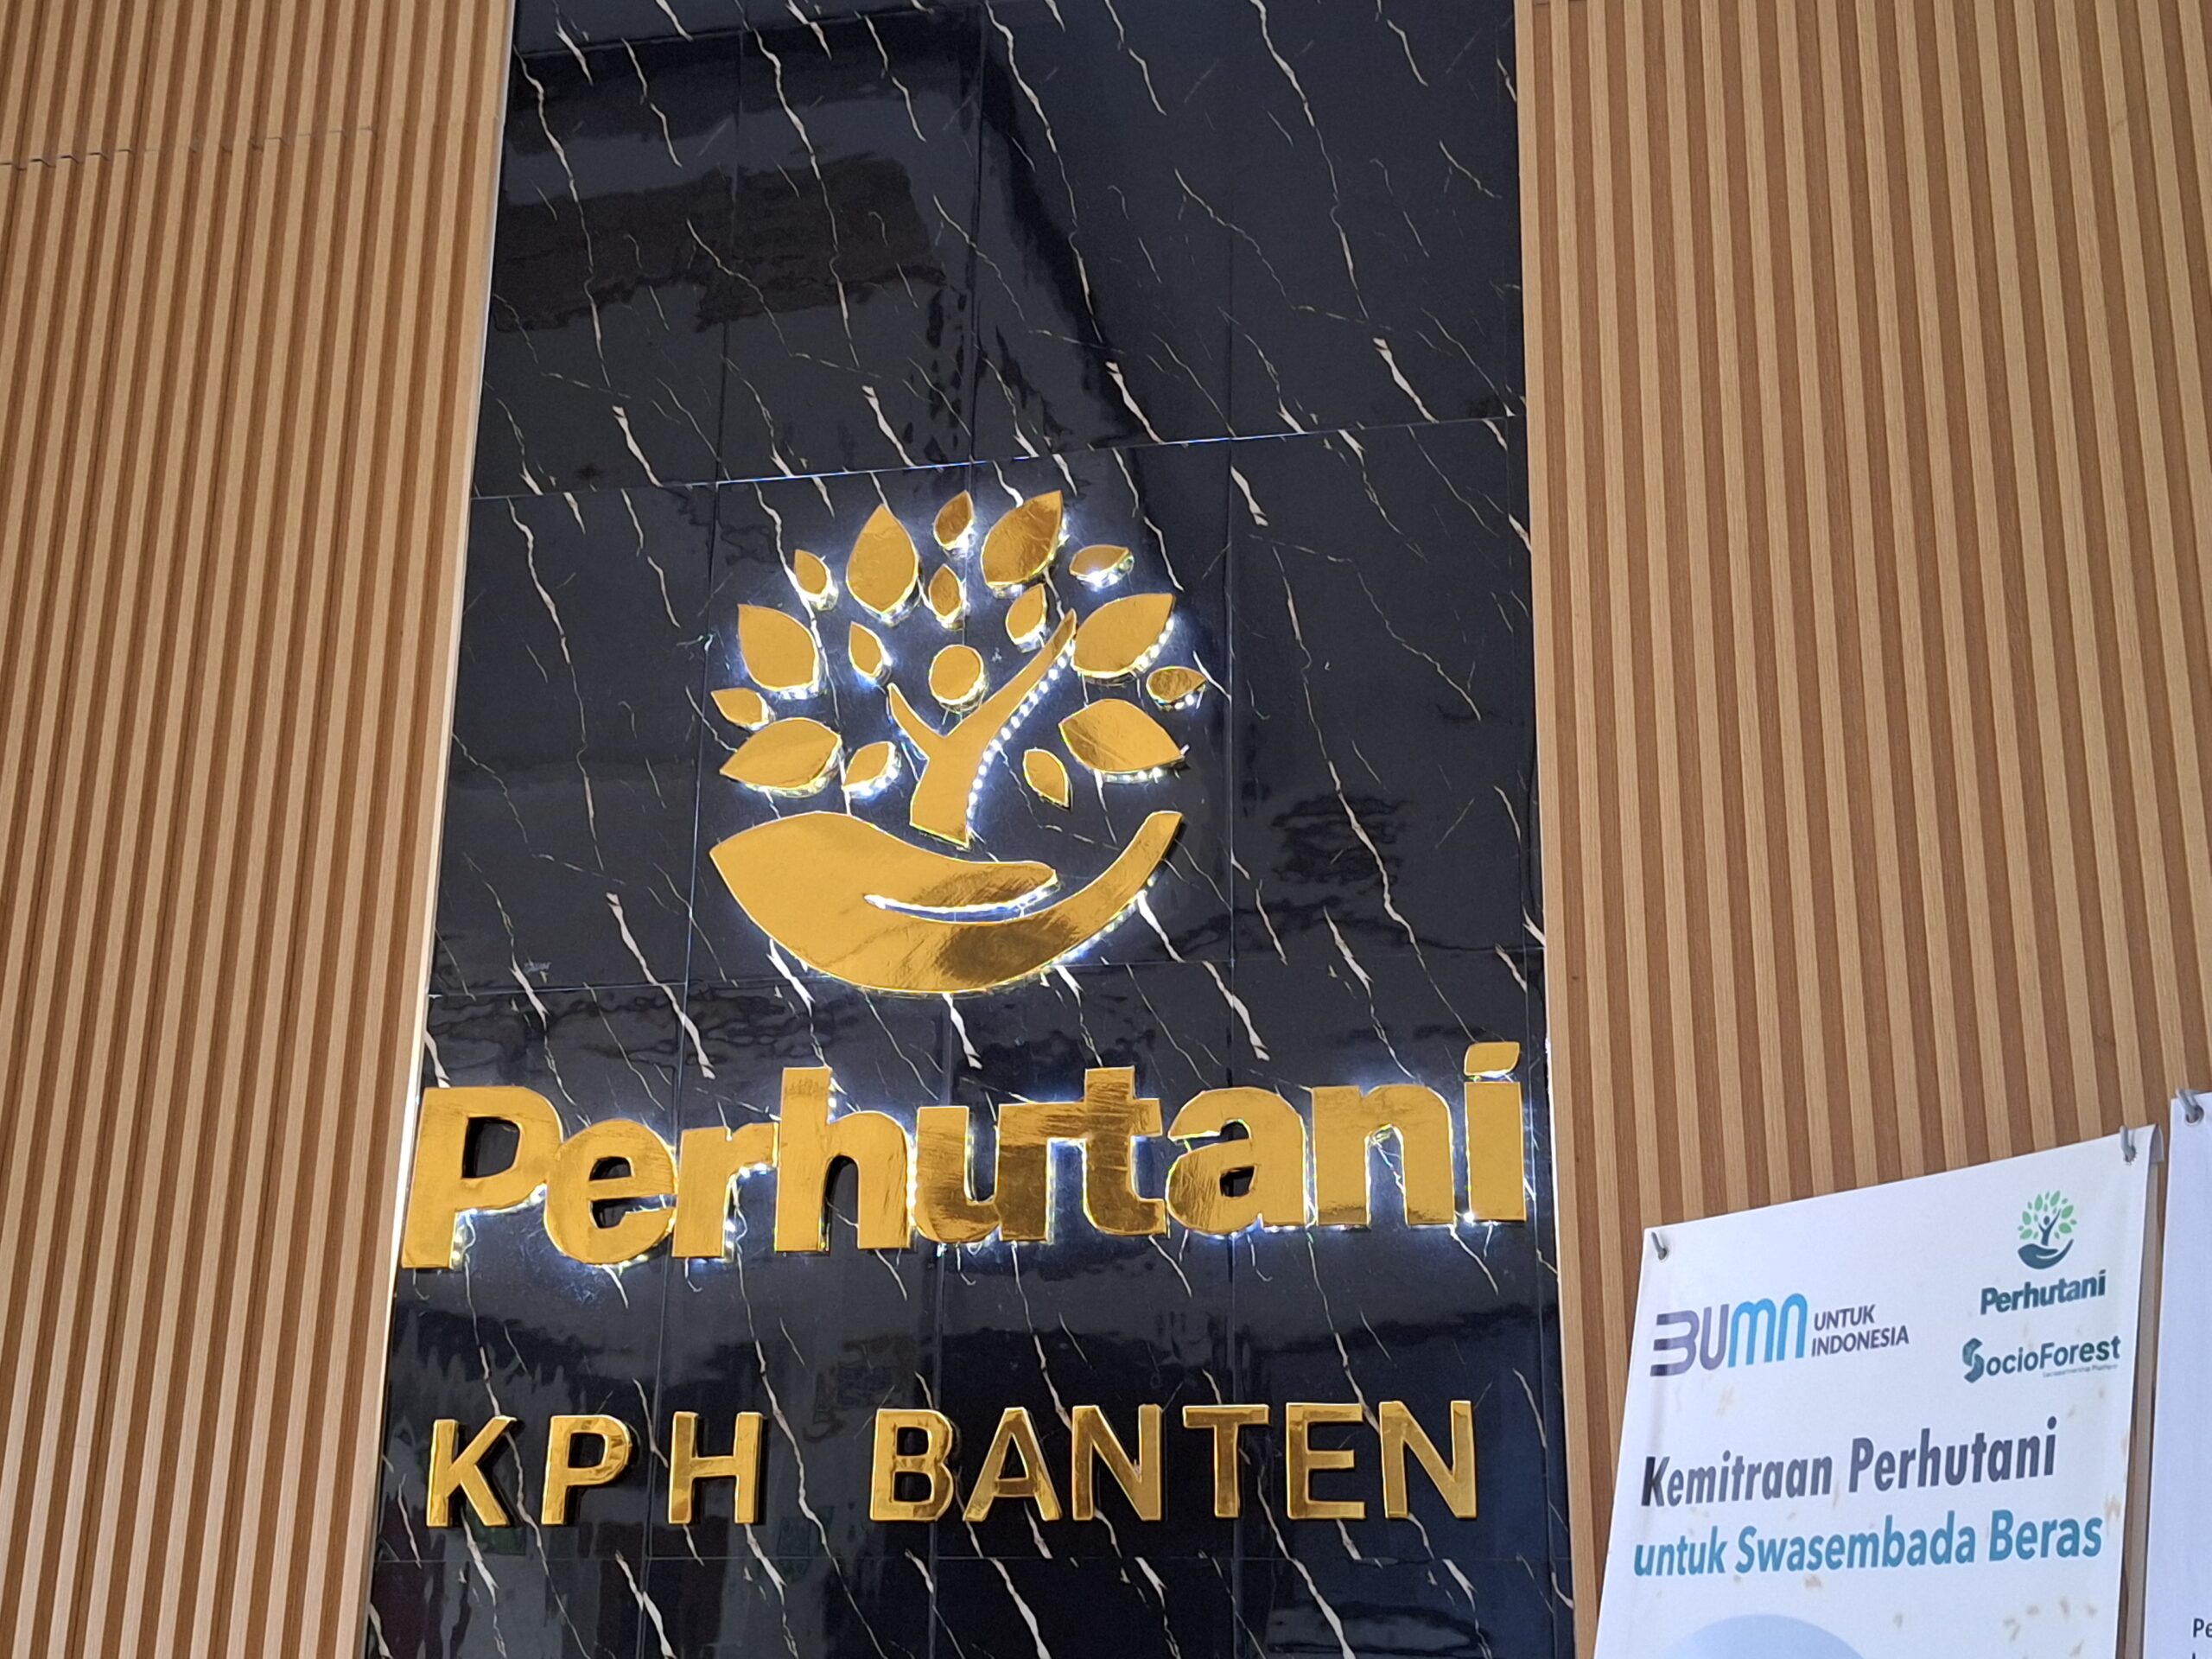 Perhutani
KPH BANTEN
BUMN UNTUK
INDONESIA
Perhutani
SocioForest
Kemitraan Perhutani
untuk Swasembada Beras